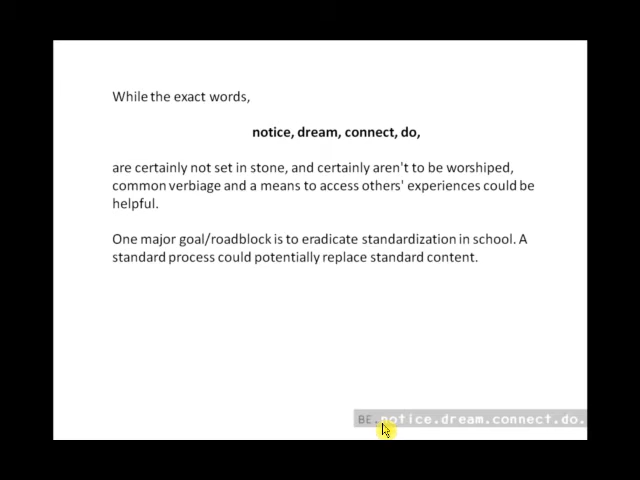 While the exact words,
notice, dream, connect, do,
are certainly not set in stone, and certainly aren't to be worshiped,
common verbiage and a means to access others' experiences could be
helpful.
One major goal/roadblock is to eradicate standardization in school. A
standard process could potentially replace standard content.
BE.notice.dream.connect.do.